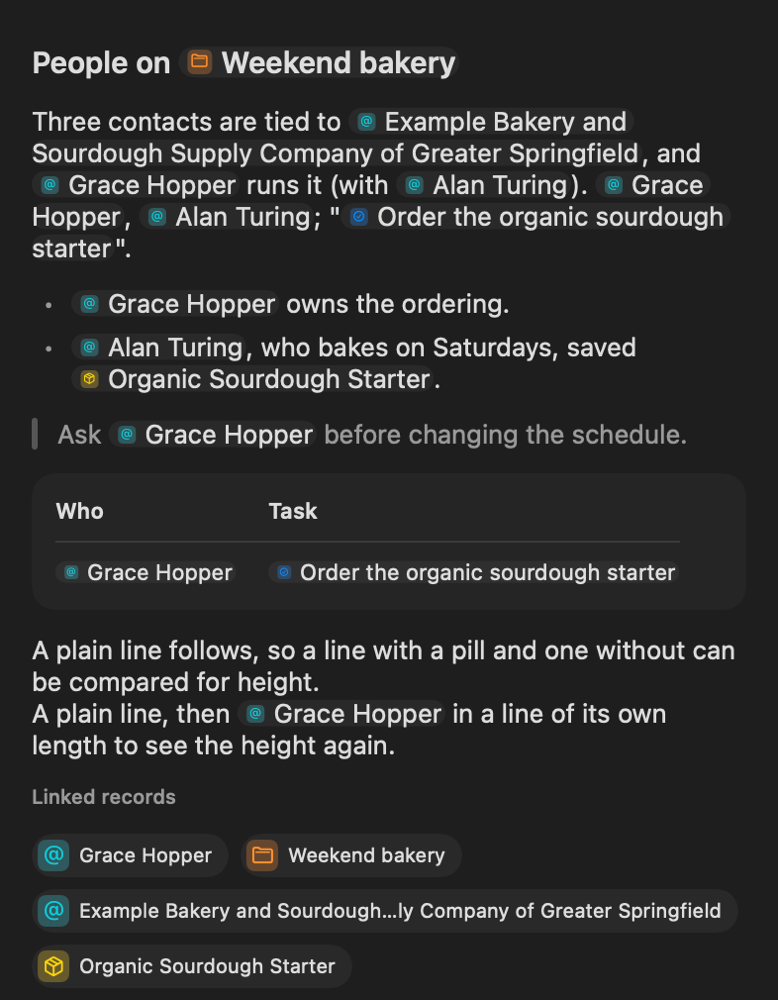 People on Weekend bakery
Three contacts are tied to @ Example Bakery and
Sourdough Supply Company of Greater Springfield, and
@ Grace Hopper runs it (with @ Alan Turing). @ Grace
Hopper, @ Alan Turing; " Order the organic sourdough
starter".
• @ Grace Hopper owns the ordering.
• @ Alan Turing, who bakes on Saturdays, saved
Organic Sourdough Starter.
Ask @ Grace Hopper before changing the schedule.
Who Task
@ Grace Hopper Order the organic sourdough starter
A plain line follows, so a line with a pill and one without can
be compared for height.
A plain line, then @ Grace Hopper in a line of its own
length to see the height again.
Linked records
@ Grace Hopper Weekend bakery
@ Example Bakery and Sourdough...ly Company of Greater Springfield
Organic Sourdough Starter